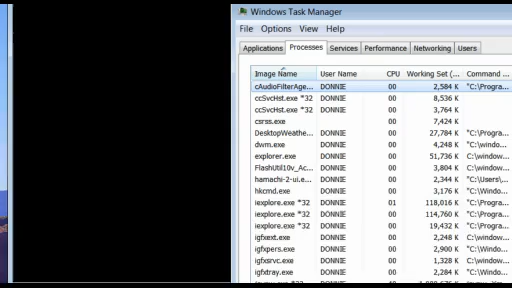 Windows Task Manager
File Options View Help
Applications Processes Services Performance Networking Users
Image Name User Name CPU Working Set (... Command ...
cAudioFilterAge... DONNIE 00 2,584 K "C:\Progra...
ccSvcHst.exe *32 DONNIE 00 8,536 K
ccSvcHst.exe *32 DONNIE 00 3,764 K
csrss.exe 00 7,424 K
DesktopWeathe... DONNIE 00 27,784 K "C:\Progra...
dwm.exe DONNIE 00 4,248 K "C:\windo...
explorer.exe DONNIE 00 51,736 K C:\window...
FlashUtil10v_Ac... DONNIE 00 3,804 K C:\window...
hamachi-2-ui.e... DONNIE 00 2,344 K "C:\Users\...
hkcmd.exe DONNIE 00 3,176 K "C:\Windo...
iexplore.exe *32 DONNIE 01 118,016 K "C:\Progra...
iexplore.exe *32 DONNIE 00 114,760 K "C:\Progra...
iexplore.exe *32 DONNIE 00 19,432 K "C:\Progra...
igfxext.exe DONNIE 00 2,248 K C:\window...
igfxpers.exe DONNIE 00 2,900 K "C:\Windo...
igfxsrvc.exe DONNIE 00 1,328 K C:\window...
igfxtray.exe DONNIE 00 2,284 K "C:\Windo...